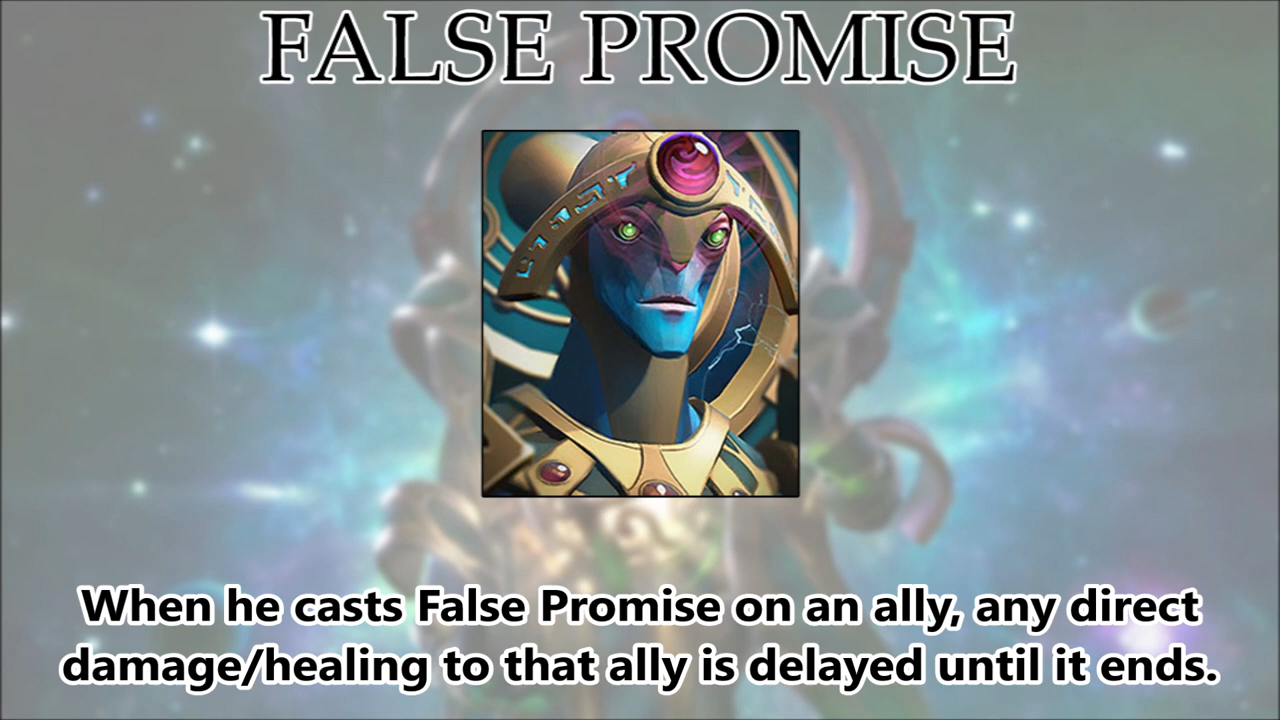 FALSE PROMISE
When he casts False Promise on an ally, any direct
damage/healing to that ally is delayed until it ends.